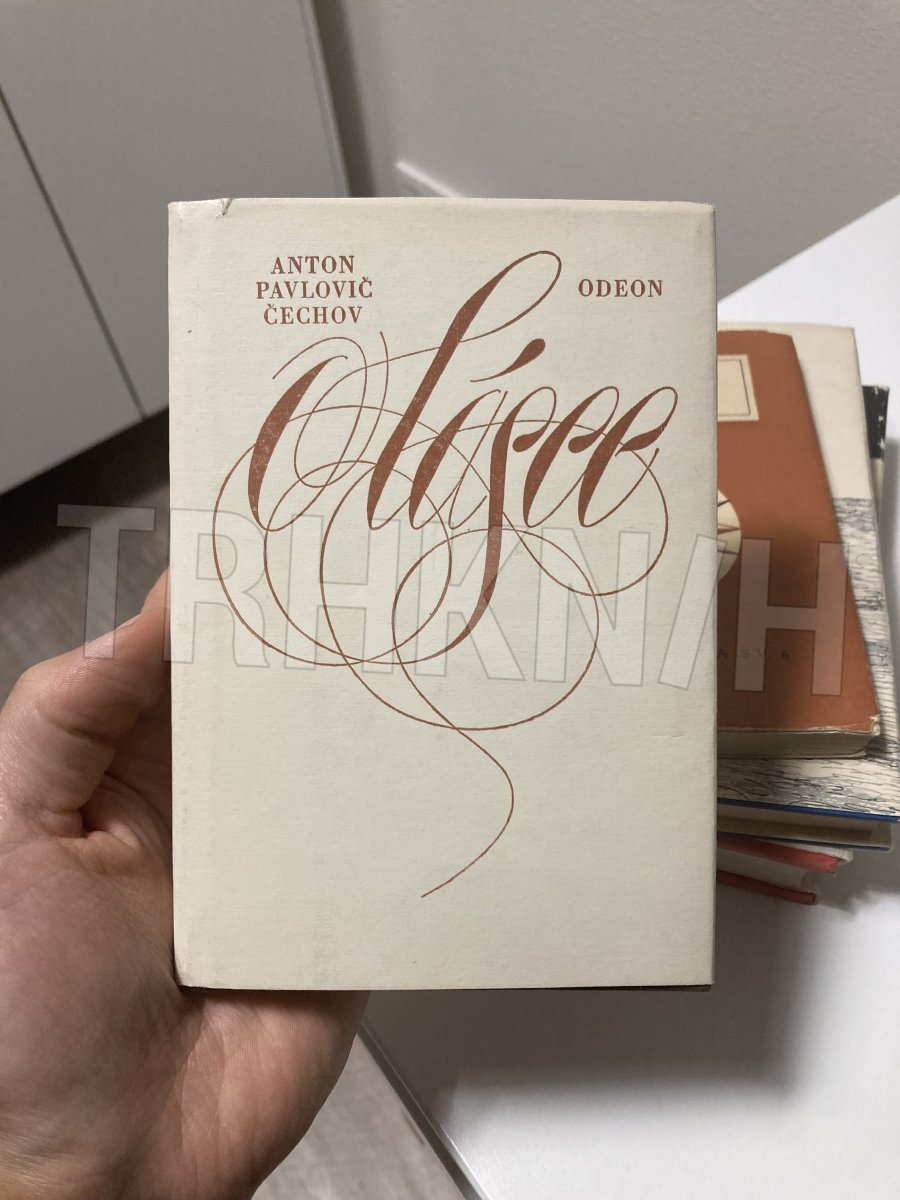 ANTON
PAVLOVIČ
ČECHOV
ODEON
O lásce
TRHKNIH